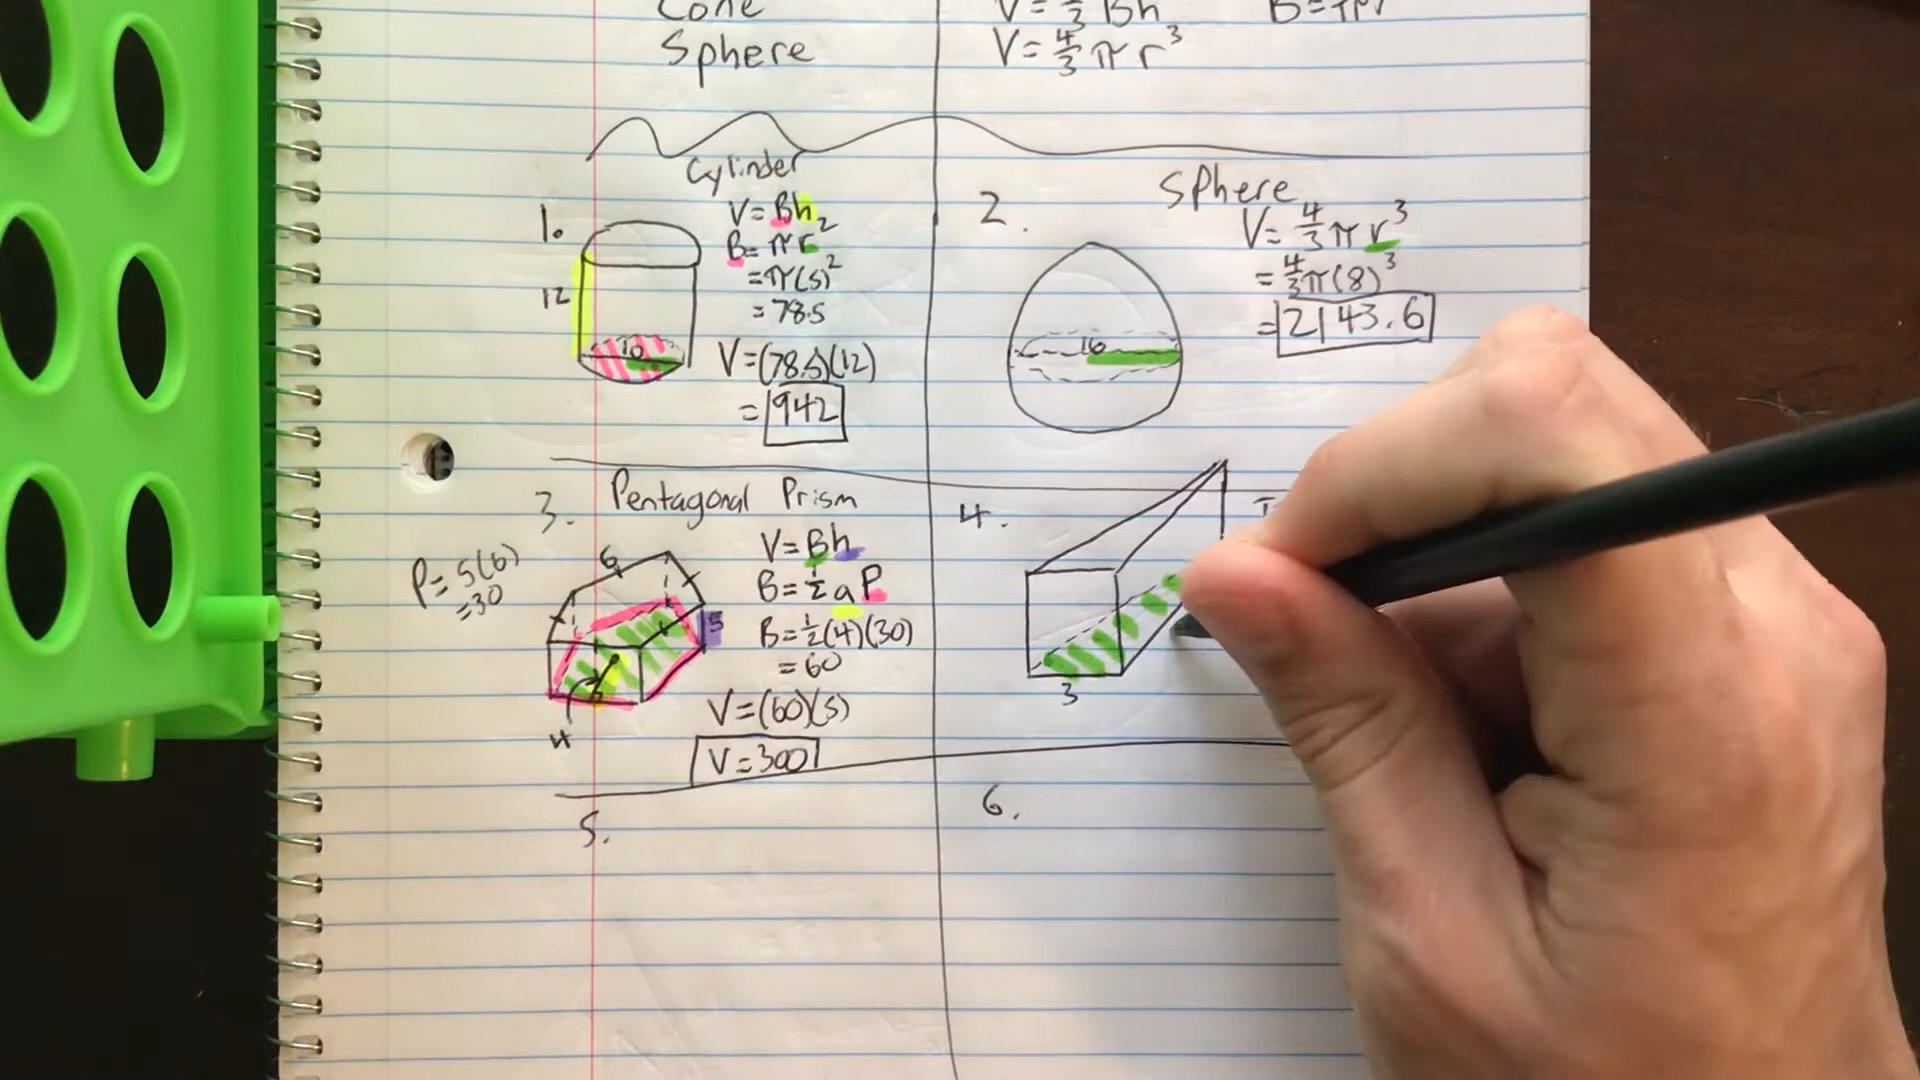 Cone V = 1/3 Bh B = πr
Sphere V = 4/3 π r³
Cylinder
1.
V = Bh
B = πr²
= π(5)²
= 78.5
12
10
V = (78.5)(12)
= 942
2.
Sphere
V = 4/3 π r³
= 4/3 π(8)³
= 2143.6
16
3. Pentagonal Prism
P = 5(6)
= 30
6
5
4
V = Bh
B = 1/2 a P
B = 1/2 (4)(30)
= 60
V = (60)(5)
V = 300
4.
3
5.
6.